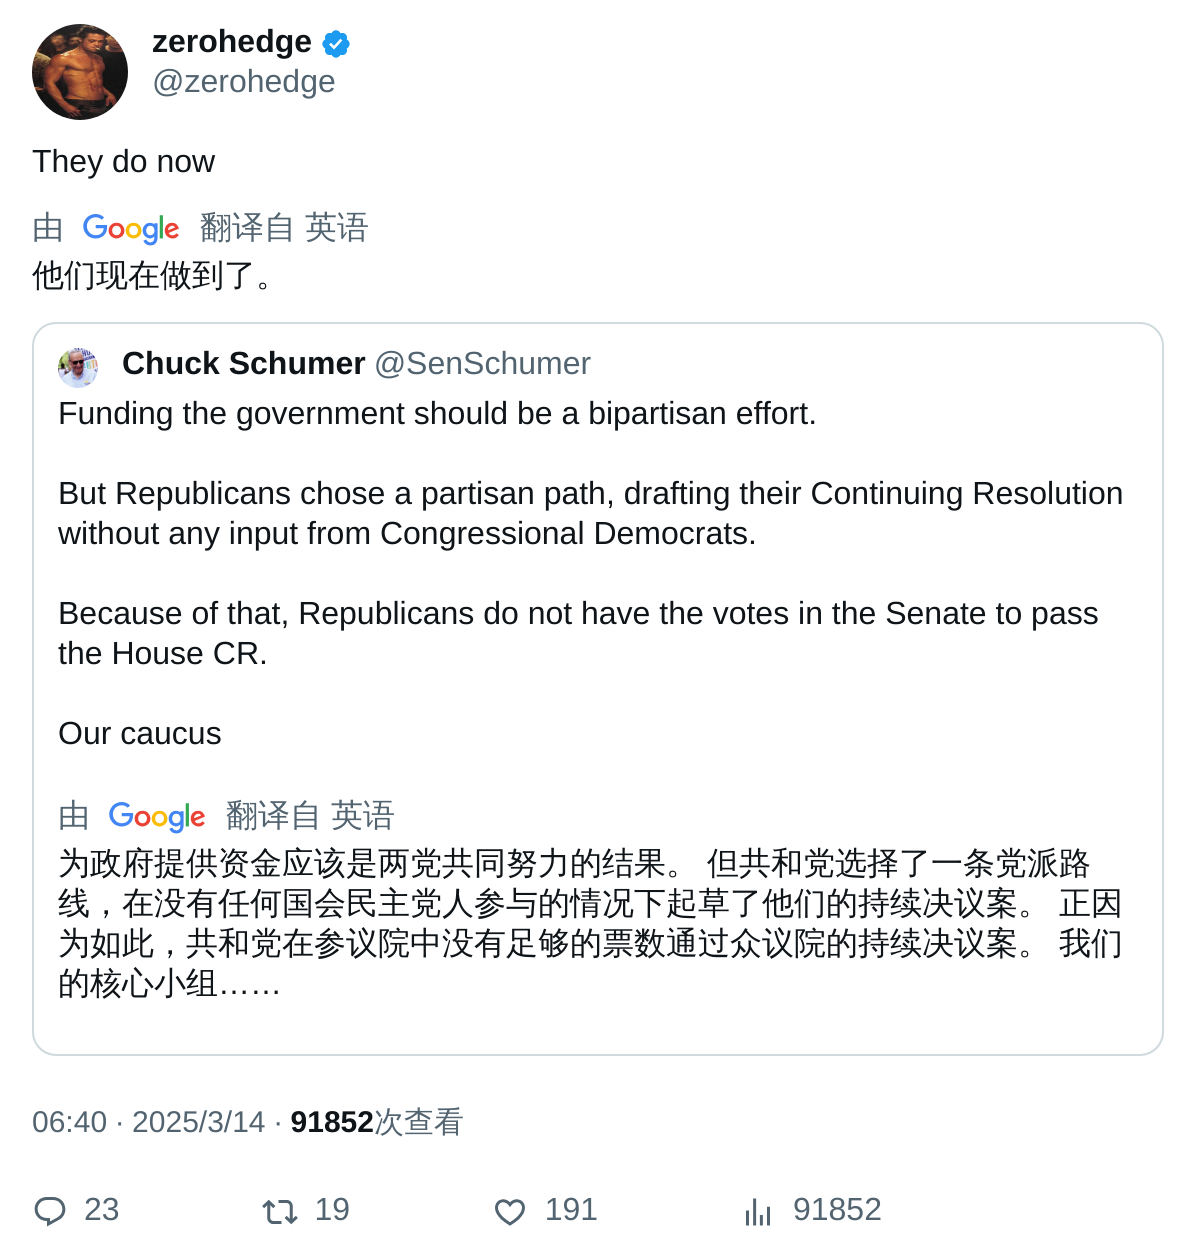 zerohedge
@zerohedge
They do now
由 Google 翻译自 英语
他们现在做到了。
Chuck Schumer @SenSchumer
Funding the government should be a bipartisan effort.
But Republicans chose a partisan path, drafting their Continuing Resolution
without any input from Congressional Democrats.
Because of that, Republicans do not have the votes in the Senate to pass
the House CR.
Our caucus
由 Google 翻译自 英语
为政府提供资金应该是两党共同努力的结果。 但共和党选择了一条党派路
线，在没有任何国会民主党人参与的情况下起草了他们的持续决议案。 正因
为如此，共和党在参议院中没有足够的票数通过众议院的持续决议案。 我们
的核心小组……
06:40 · 2025/3/14 · 91852次查看
23 19 191 91852